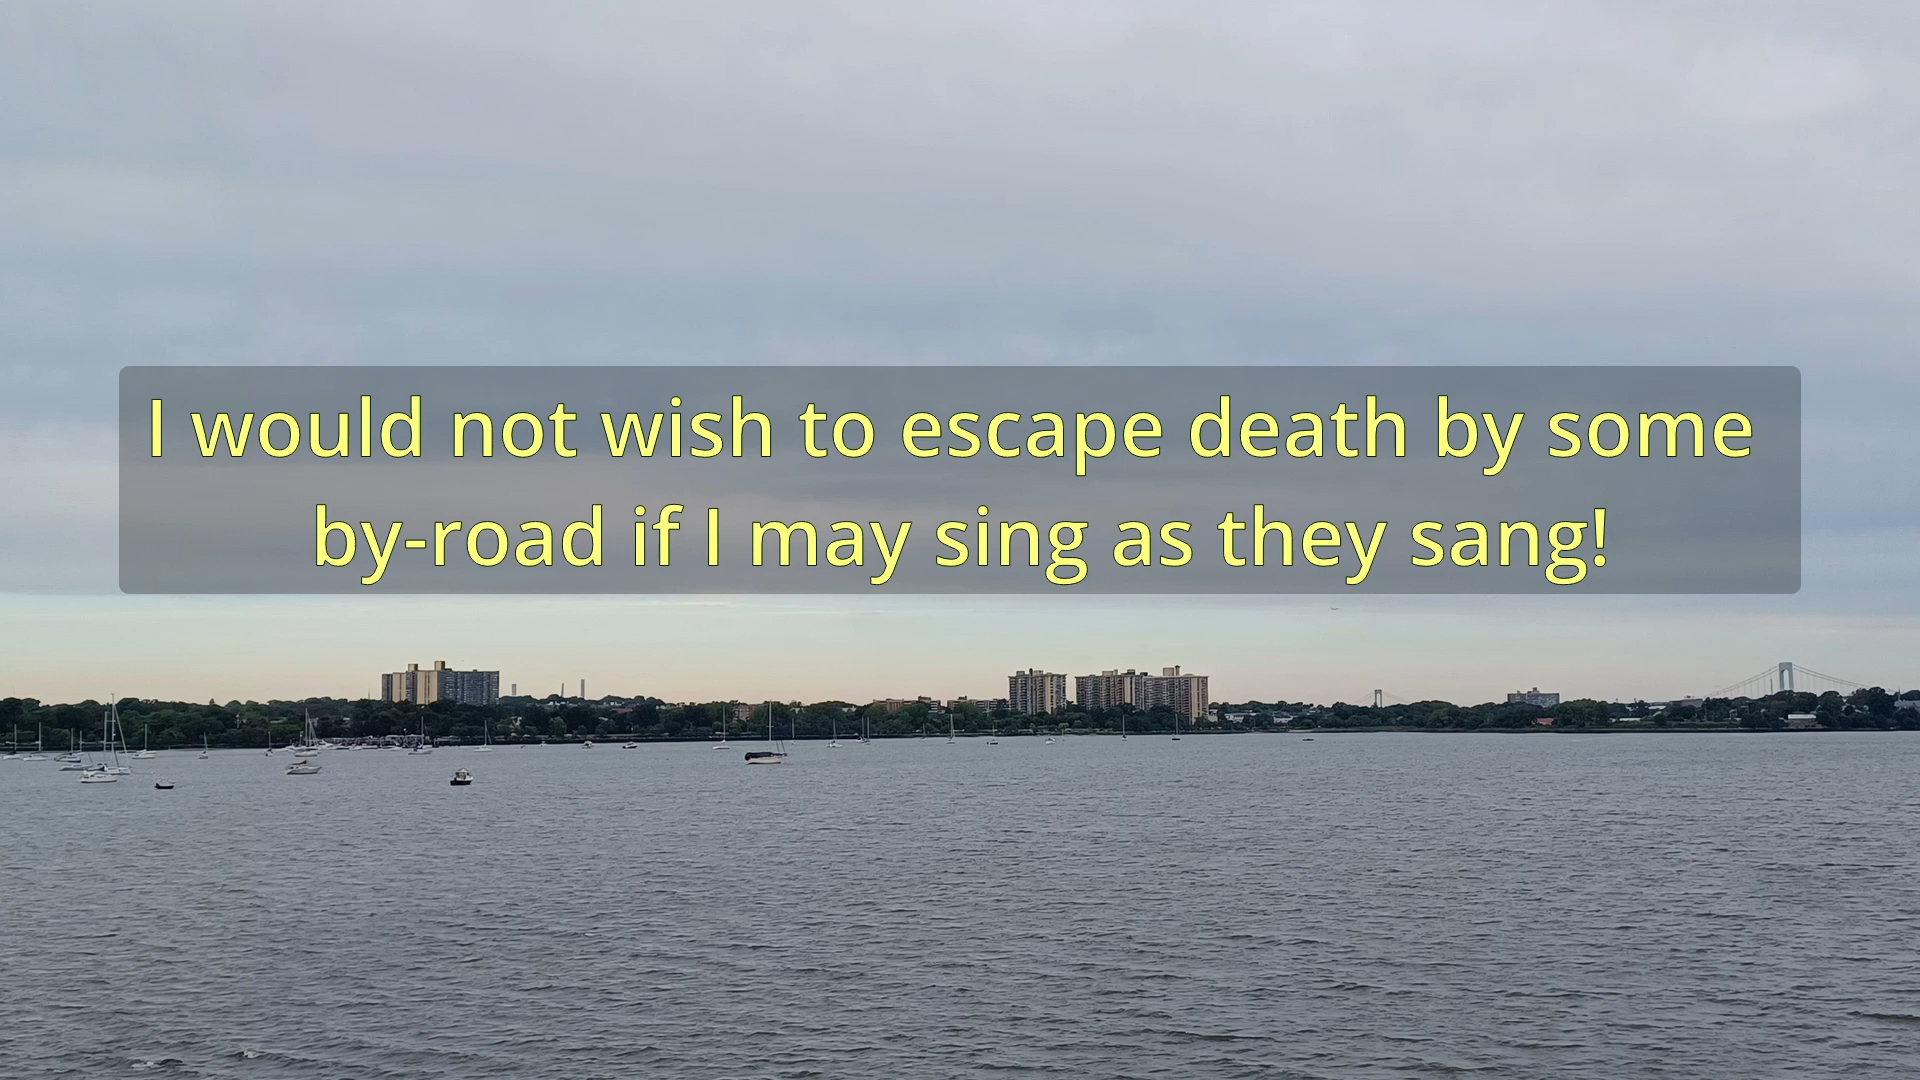 I would not wish to escape death by some
by-road if I may sing as they sang!